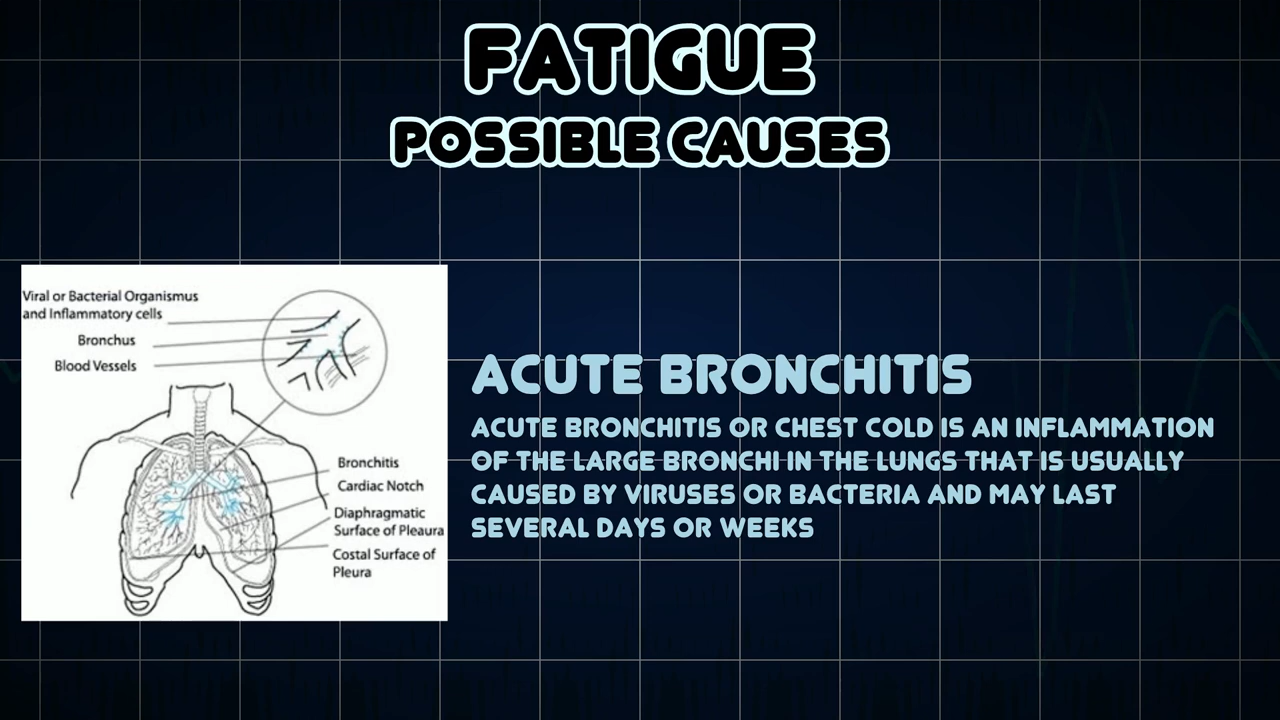 FATIGUE
POSSIBLE CAUSES
Viral or Bacterial Organismus
and Inflammatory cells
Bronchus
Blood Vessels
Bronchitis
Cardiac Notch
Diaphragmatic
Surface of Pleaura
Costal Surface of
Pleura
ACUTE BRONCHITIS
ACUTE BRONCHITIS OR CHEST COLD IS AN INFLAMMATION
OF THE LARGE BRONCHI IN THE LUNGS THAT IS USUALLY
CAUSED BY VIRUSES OR BACTERIA AND MAY LAST
SEVERAL DAYS OR WEEKS